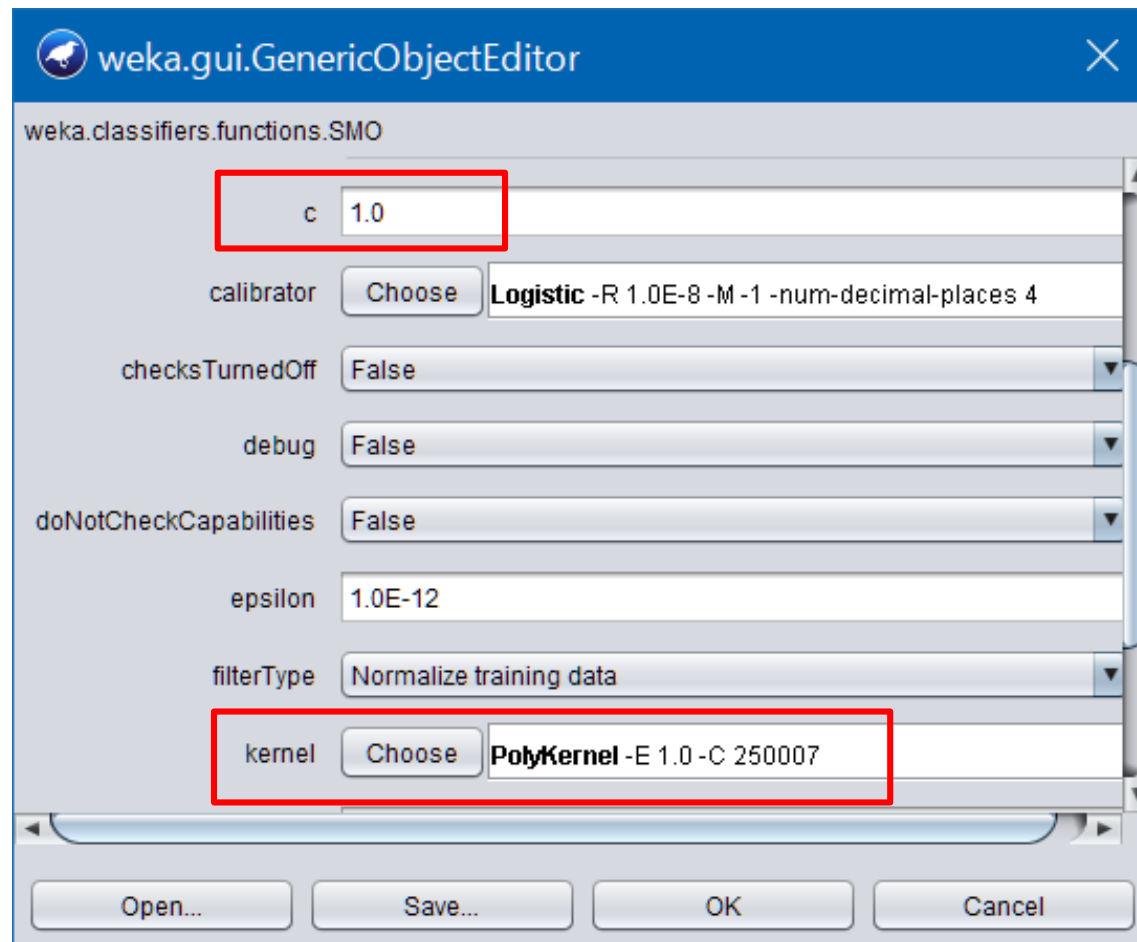 weka.gui.GenericObjectEditor
weka.classifiers.functions.SMO
c 1.0
calibrator Choose Logistic -R 1.0E-8 -M -1 -num-decimal-places 4
checksTurnedOff False
debug False
doNotCheckCapabilities False
epsilon 1.0E-12
filterType Normalize training data
kernel Choose PolyKernel -E 1.0 -C 250007
Open... Save... OK Cancel